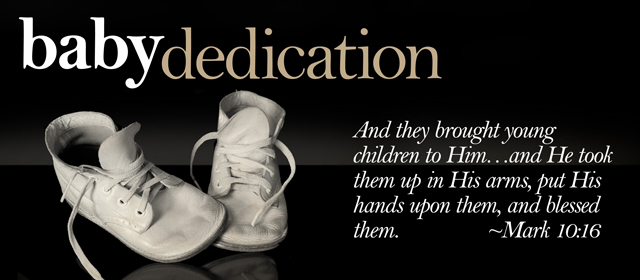 babydedication
And they brought young
children to Him...and He took
them up in His arms, put His
hands upon them, and blessed
them. ~Mark 10:16